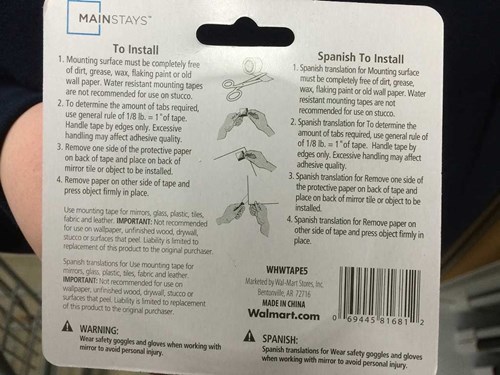 MAINSTAYS™
To Install
1. Mounting surface must be completely free
of dirt, grease, wax, flaking paint or old
wall paper. Water resistant mounting tapes
are not recommended for use on stucco.
2. To determine the amount of tabs required,
use general rule of 1/8 lb. = 1" of tape.
Handle tape by edges only. Excessive
handling may affect adhesive quality.
3. Remove one side of the protective paper
on back of tape and place on back of
mirror tile or object to be installed.
4. Remove paper on other side of tape and
press object firmly in place.
Use mounting tape for mirrors, glass, plastic, tiles,
fabric and leather. IMPORTANT: Not recommended
for use on wallpaper, unfinished wood, drywall,
stucco or surfaces that peel. Liability is limited to
replacement of this product to the original purchaser.
Spanish translations for Use mounting tape for
mirrors, glass, plastic, tiles, fabric and leather.
IMPORTANT: Not recommended for use on
wallpaper, unfinished wood, drywall, stucco or
surfaces that peel. Liability is limited to replacement
of this product to the original purchaser.
WARNING:
Wear safety goggles and gloves when working with
mirror to avoid personal injury.
Spanish To Install
1. Spanish translation for Mounting surface
must be completely free of dirt, grease,
wax, flaking paint or old wall paper. Water
resistant mounting tapes are not
recommended for use on stucco.
2. Spanish translation for To determine the
amount of tabs required, use general rule of
of 1/8 lb. = 1" of tape. Handle tape by
edges only. Excessive handling may affect
adhesive quality.
3. Spanish translation for Remove one side of
the protective paper on back of tape and
place on back of mirror tile or object to be
installed.
4. Spanish translation for Remove paper on
other side of tape and press object firmly in
place.
WHWTAPES
Marketed by Wal-Mart Stores, Inc.
Bentonville, AR 72716
MADE IN CHINA
Walmart.com
0 69445 81681 2
SPANISH:
Spanish translations for Wear safety goggles and gloves
when working with mirror to avoid personal injury.